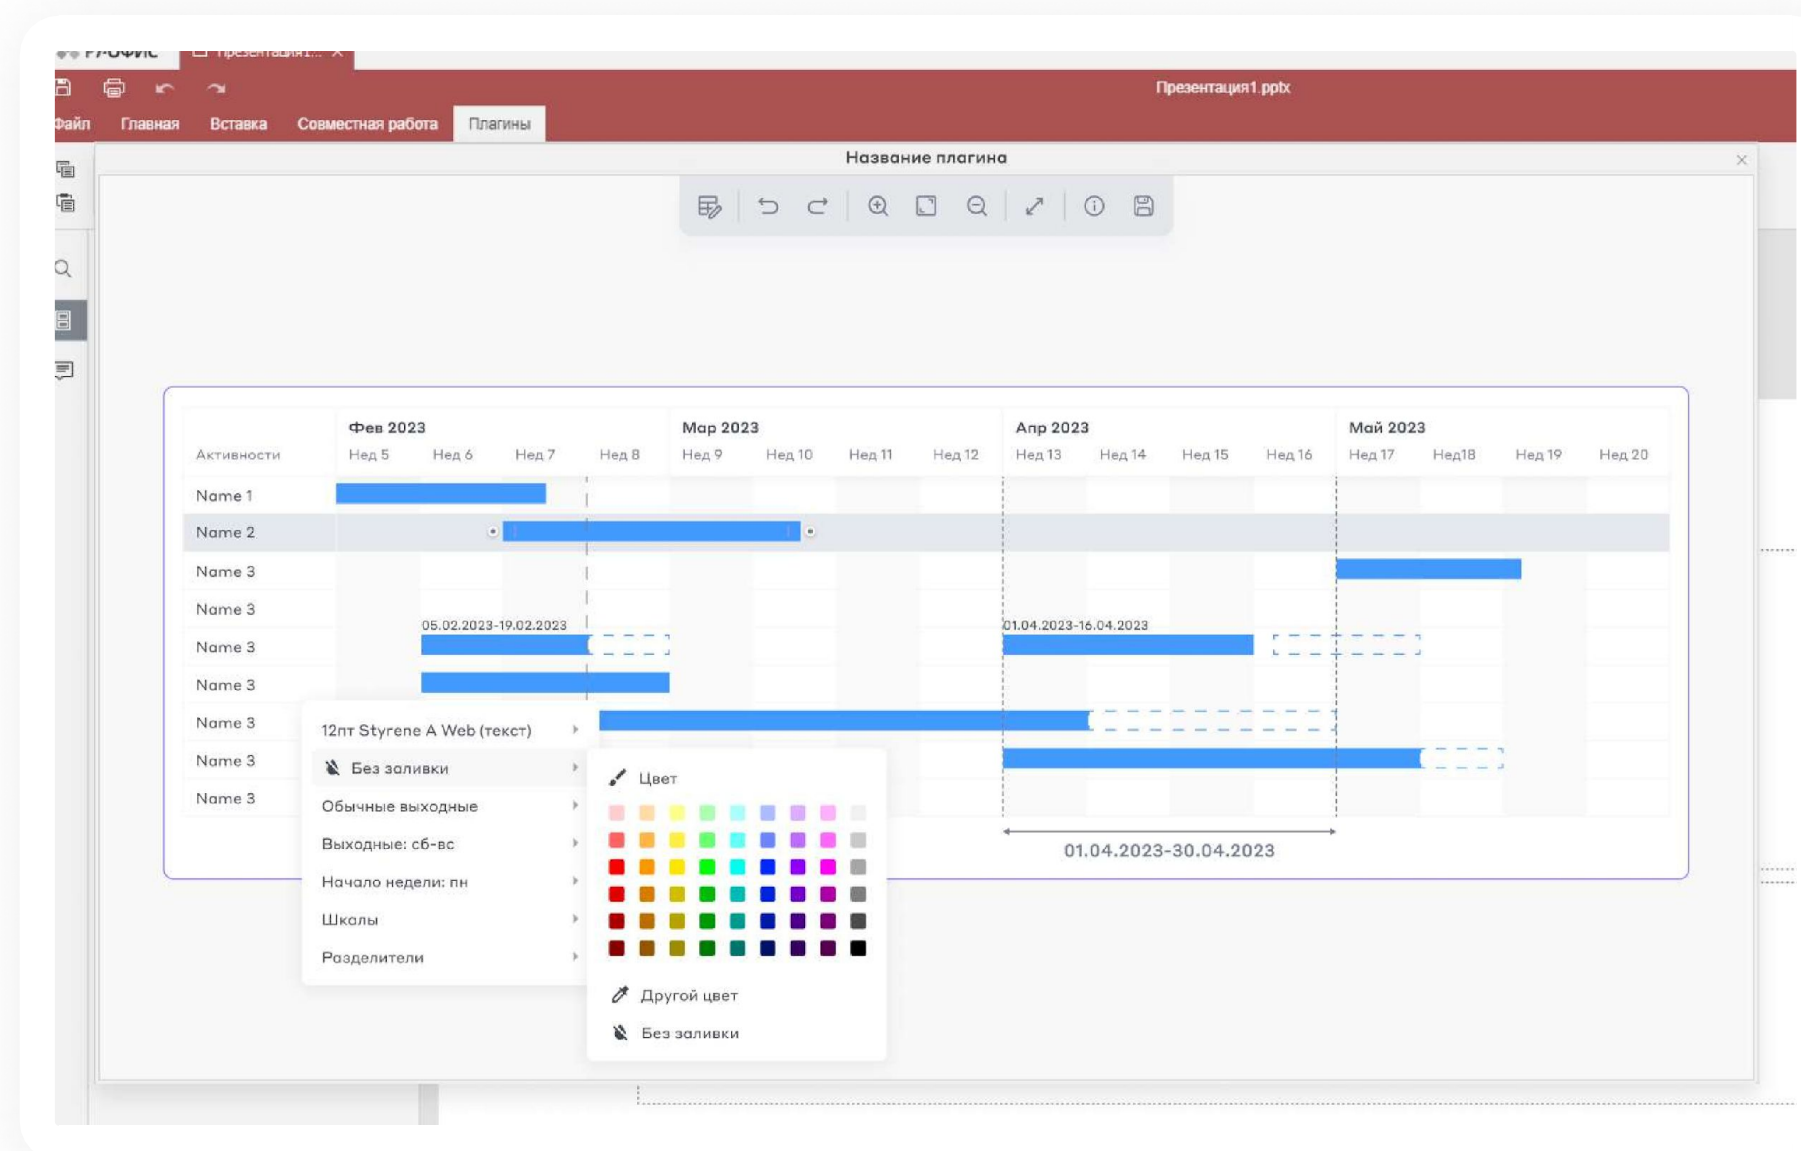 Р7-ОФИС Презентация1...
Презентация1.pptx
Файл Главная Вставка Совместная работа Плагины
Название плагина
Фев 2023 Мар 2023 Апр 2023 Май 2023
Активности Нед 5 Нед 6 Нед 7 Нед 8 Нед 9 Нед 10 Нед 11 Нед 12 Нед 13 Нед 14 Нед 15 Нед 16 Нед 17 Нед18 Нед 19 Нед 20
Name 1
Name 2
Name 3
Name 3
05.02.2023-19.02.2023 01.04.2023-16.04.2023
Name 3
Name 3
Name 3
Name 3
Name 3
01.04.2023-30.04.2023
12пт Styrene A Web (текст)
Без заливки
Обычные выходные
Выходные: сб-вс
Начало недели: пн
Школы
Разделители
Цвет
Другой цвет
Без заливки